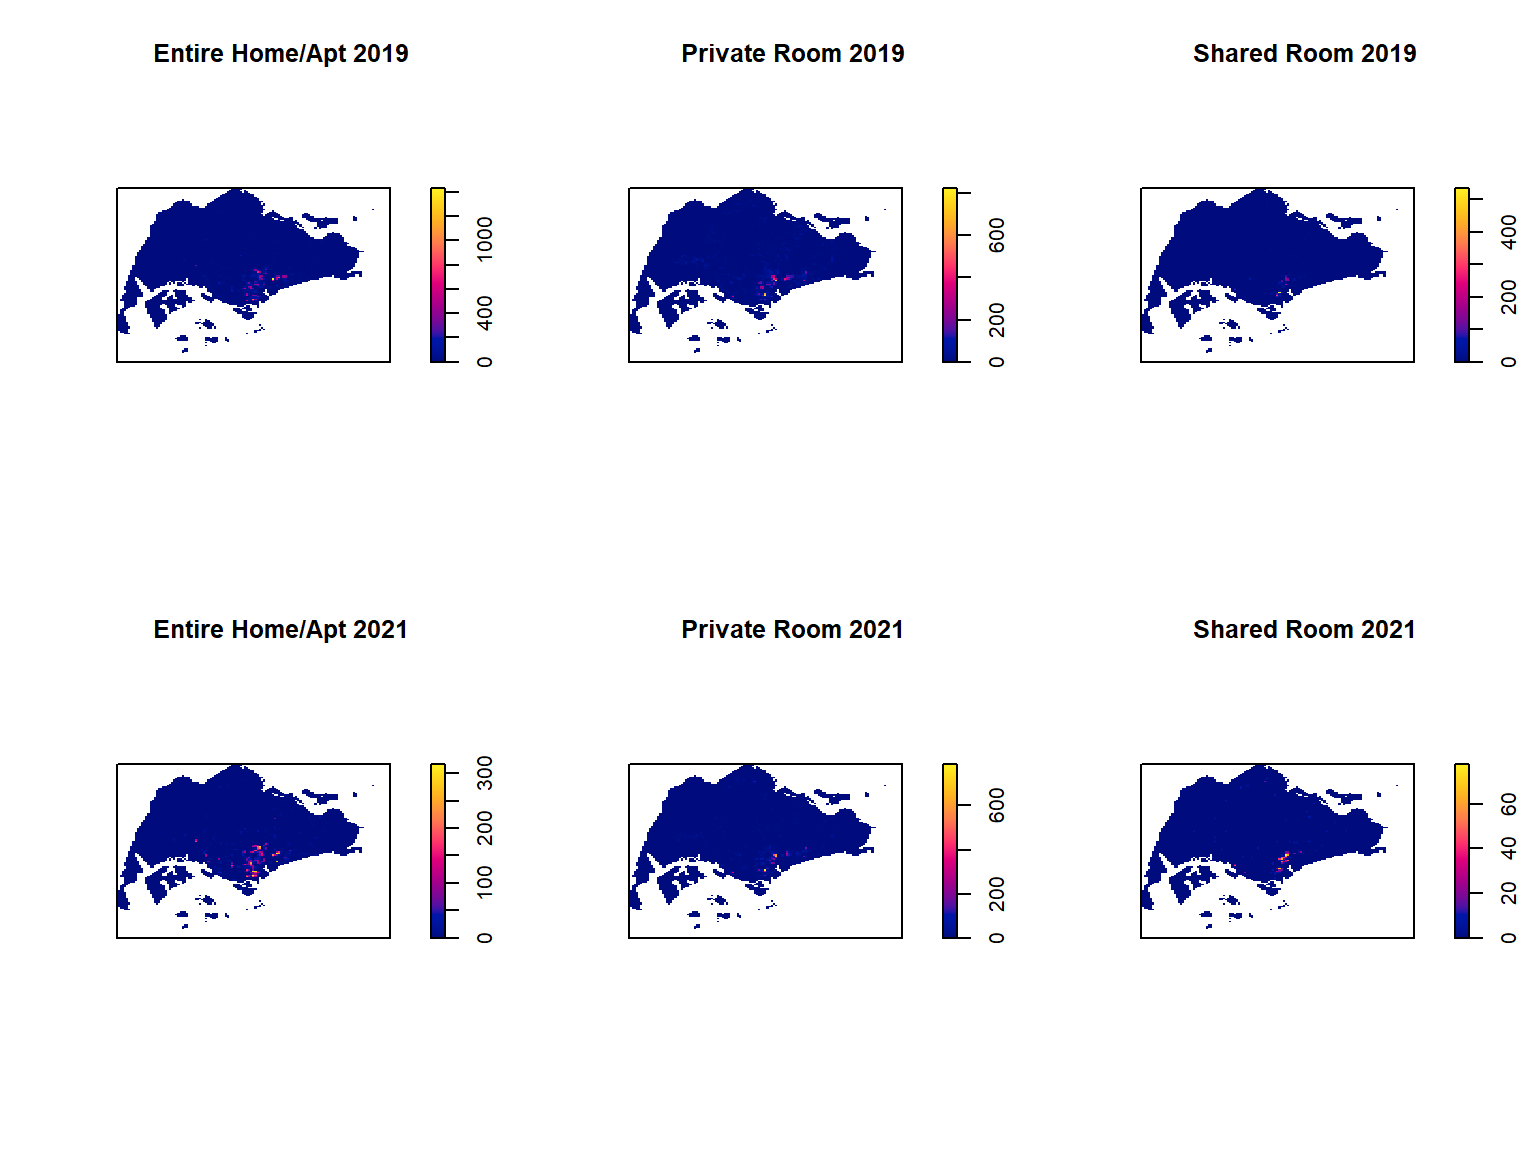 Entire Home/Apt 2019
Private Room 2019
Shared Room 2019
0 400 1000
0 200 600
0 200 400
Entire Home/Apt 2021
Private Room 2021
Shared Room 2021
0 100 200 300
0 200 600
0 20 40 60